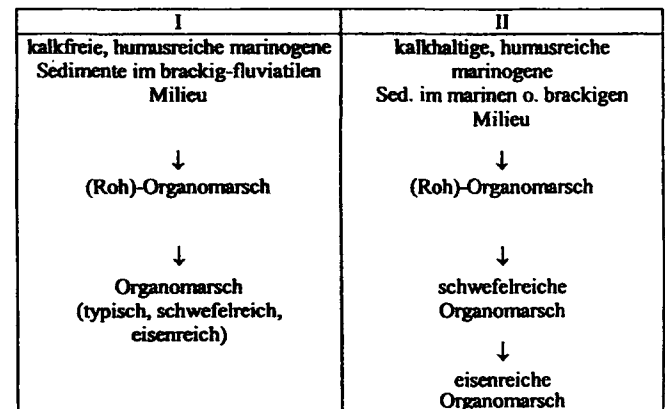 I
kalkfreie, humusreiche marinogene
Sedimente im brackig-fluviatilen
Milieu
↓
(Roh)-Organomarsch
↓
Organomarsch
(typisch, schwefelreich,
eisenreich)
II
kalkhaltige, humusreiche
marinogene
Sed. im marinen o. brackigen
Milieu
↓
(Roh)-Organomarsch
↓
schwefelreiche
Organomarsch
↓
eisenreiche
Organomarsch